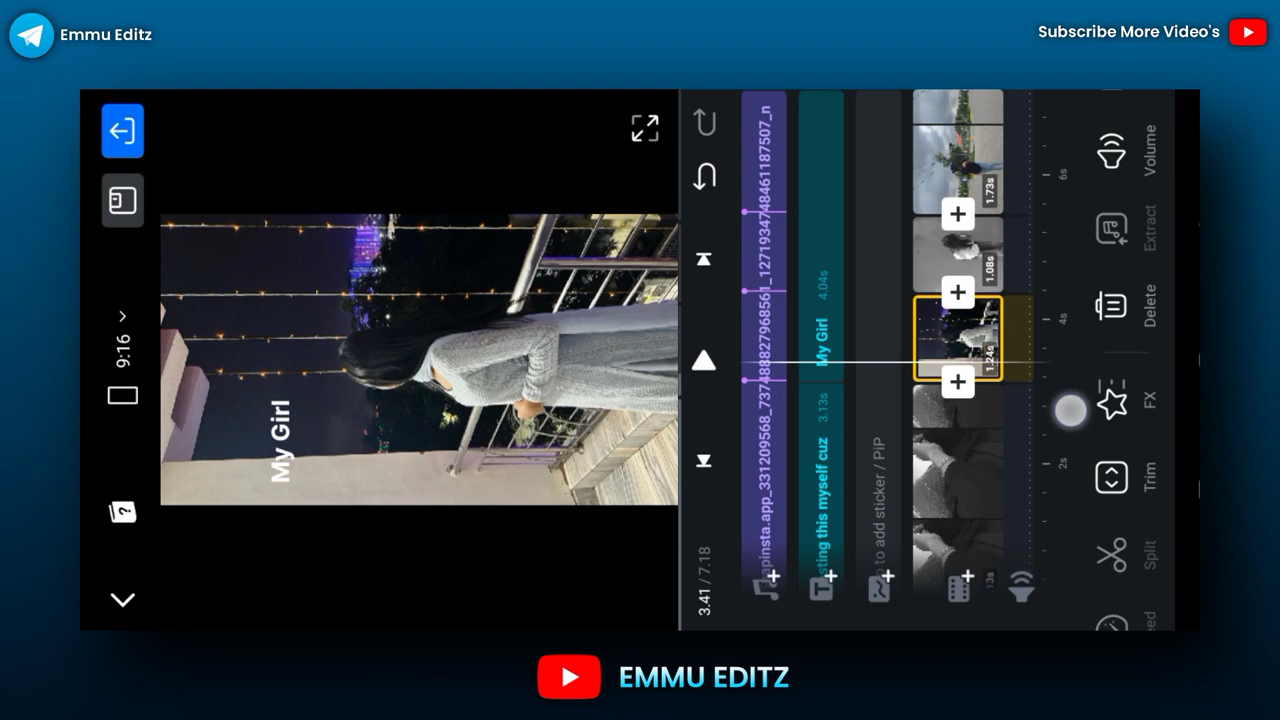 Emmu Editz
Subscribe More Video's
9:16
My Girl
3.41 / 7.18
apinsta.app_331209568_737488827968561_1271934748461187507_n
sting this myself cuz 3.13s
My Girl 4.04s
to add sticker / PiP
13s
1.24s
1.08s
1.73s
2s
4s
6s
Split
Trim
FX
Delete
Extract
Volume
EMMU EDITZ